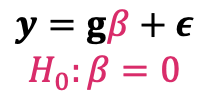 y = gβ + ϵ
H₀: β = 0